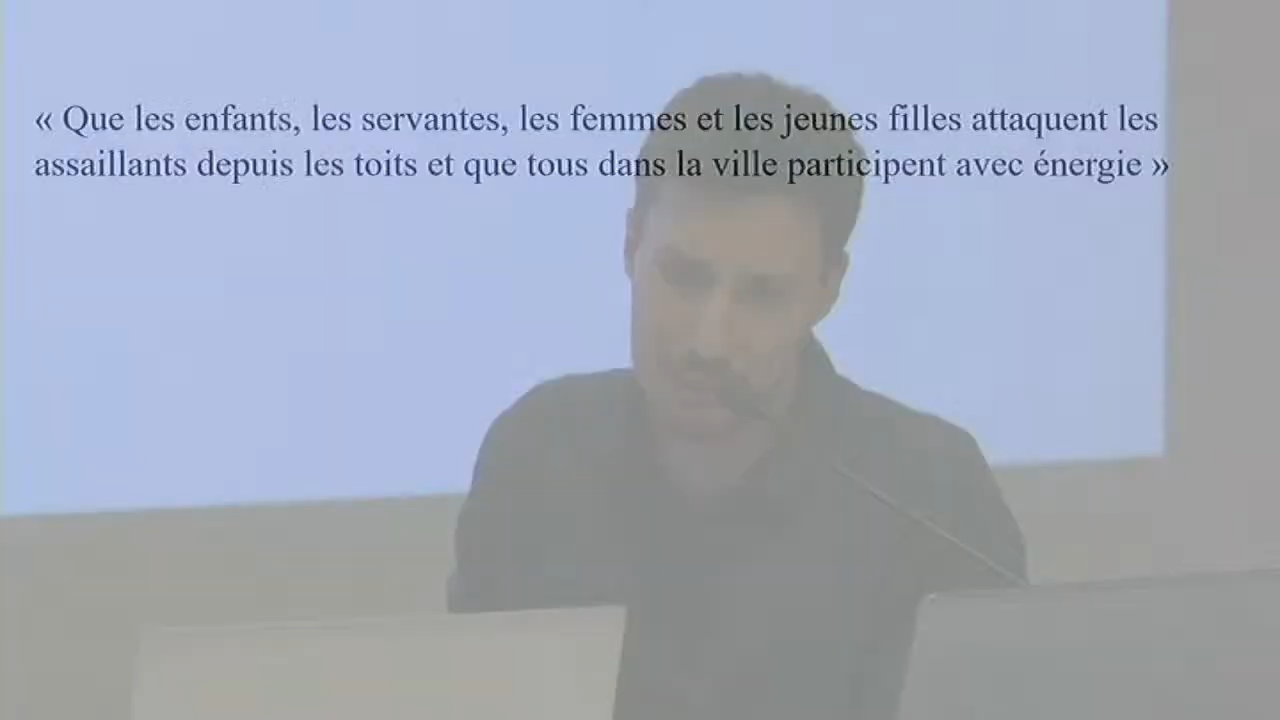 « Que les enfants, les servantes, les femmes et les jeunes filles attaquent les
assaillants depuis les toits et que tous dans la ville participent avec énergie »